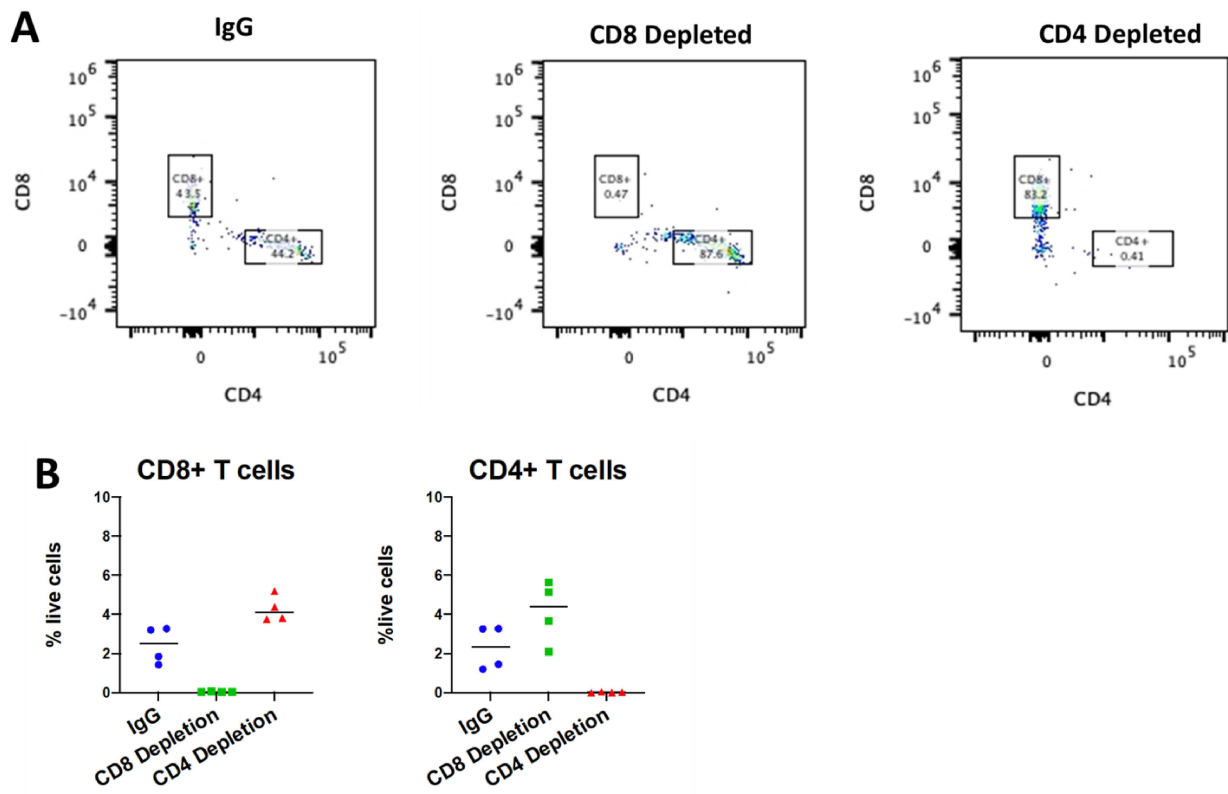 A
IgG
CD8 Depleted
CD4 Depleted
10^6
10^5
10^4
0
-10^4
CD8
CD8+
43.5
CD4+
44.2
0
10^5
CD4
10^6
10^5
10^4
0
-10^4
CD8
CD8+
0.47
CD4+
87.6
0
10^5
CD4
10^6
10^5
10^4
0
-10^4
CD8
CD8+
83.2
CD4+
0.41
0
10^5
CD4
B
CD8+ T cells
% live cells
10
8
6
4
2
0
IgG
CD8 Depletion
CD4 Depletion
CD4+ T cells
%live cells
10
8
6
4
2
0
IgG
CD8 Depletion
CD4 Depletion